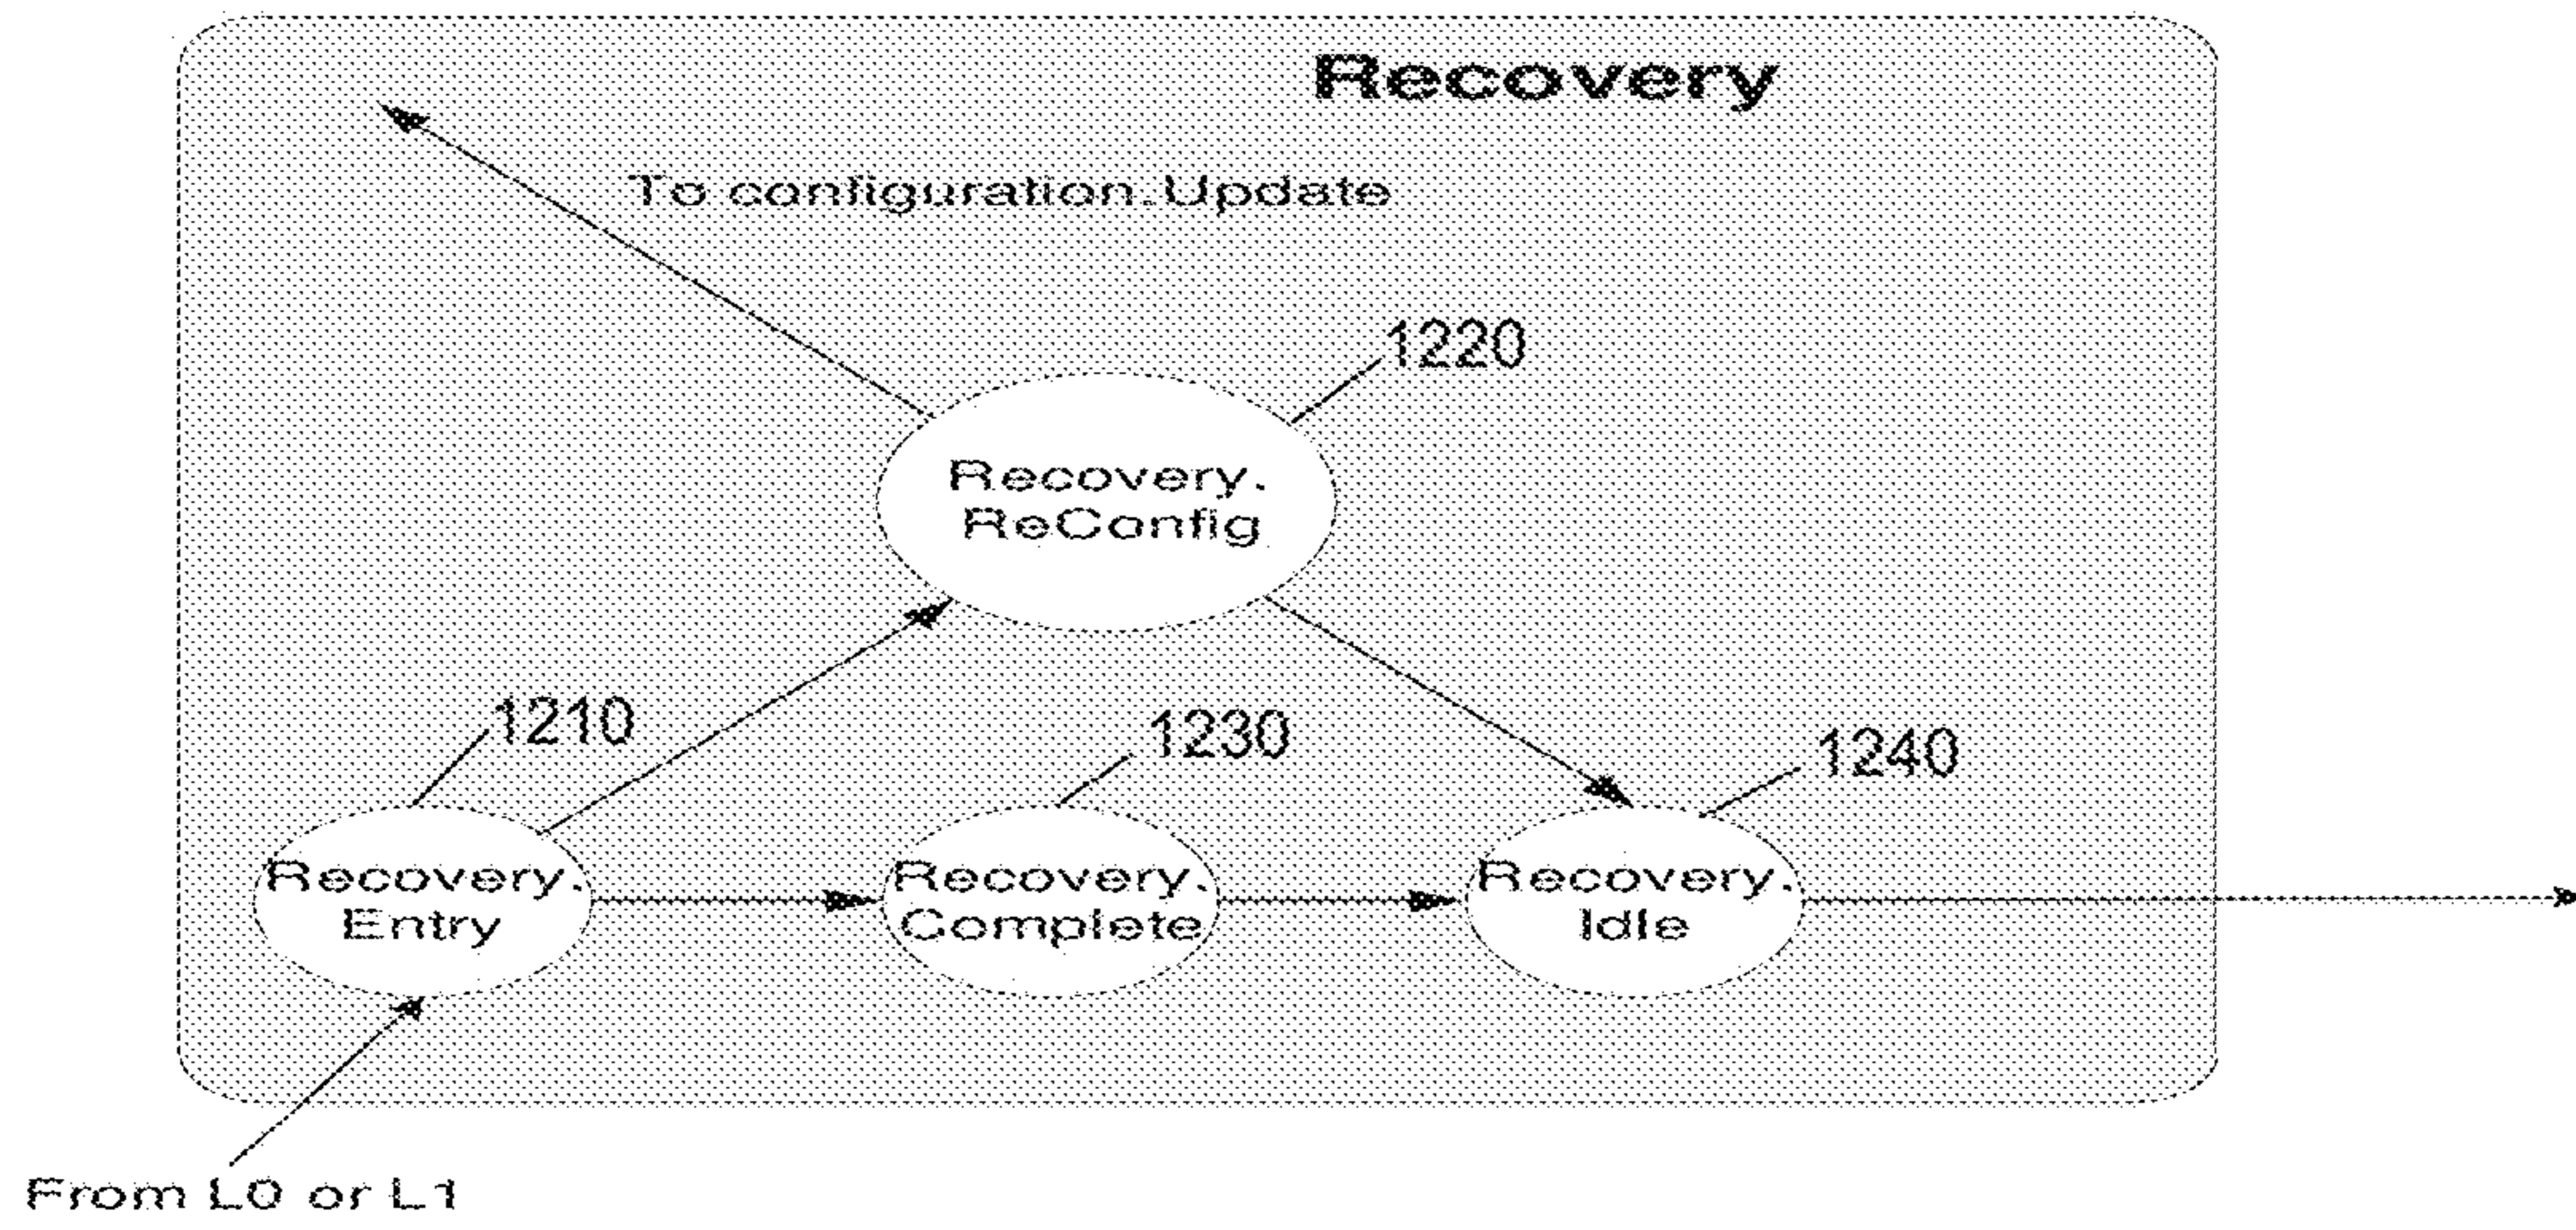 Recovery
To configuration.Update
1220
Recovery.
ReConfig
1210
1230
1240
Recovery.
Entry
Recovery.
Complete
Recovery.
Idle
From L0 or L1